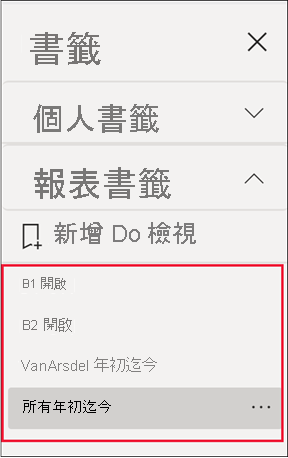 書籤
個人書籤
報表書籤
新增 Do 檢視
B1 開啟
B2 開啟
VanArsdel 年初迄今
所有年初迄今